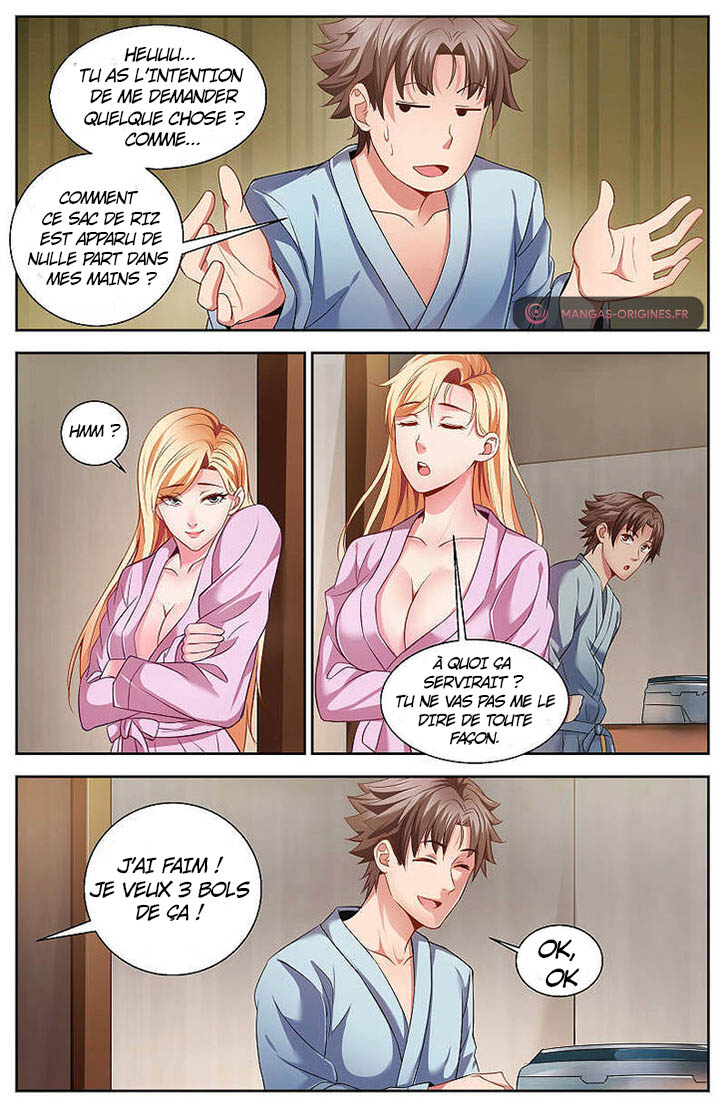 HEUUU...
TU AS L'INTENTION
DE ME DEMANDER
QUELQUE CHOSE ?
COMME...
COMMENT
CE SAC DE RIZ
EST APPARU DE
NULLE PART DANS
MES MAINS ?
MANGAS-ORIGINES.FR
HMM ?
À QUOI ÇA
SERVIRAIT ?
TU NE VAS PAS ME LE
DIRE DE TOUTE
FAÇON.
J'AI FAIM !
JE VEUX 3 BOLS
DE ÇA !
OK,
OK